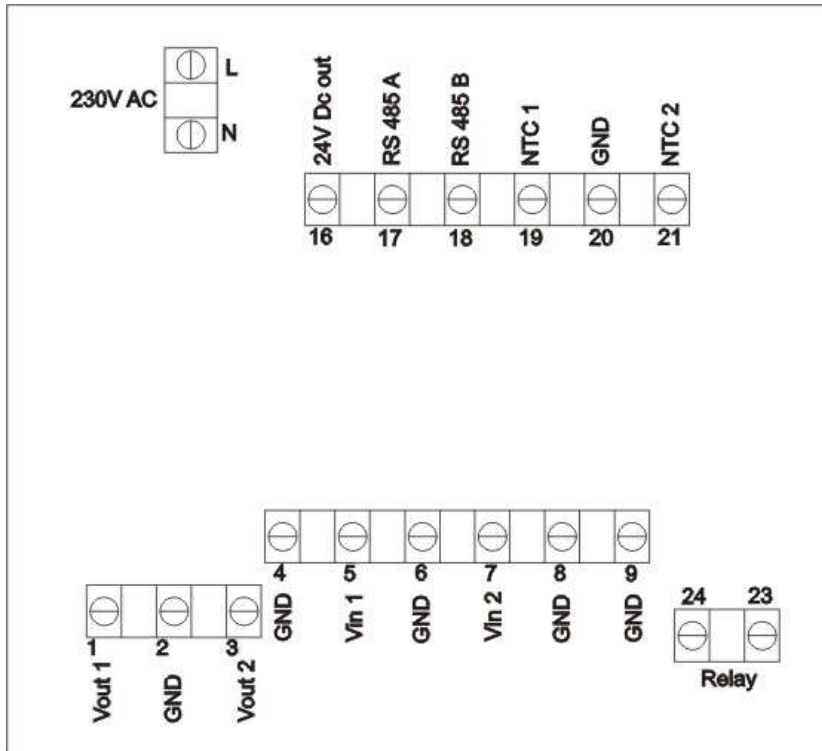 L
230V AC
N
24V Dc out
RS 485 A
RS 485 B
NTC 1
GND
NTC 2
16 17 18 19 20 21
4 5 6 7 8 9
GND
Vin 1
GND
Vin 2
GND
GND
1 2 3
Vout 1
GND
Vout 2
24 23
Relay